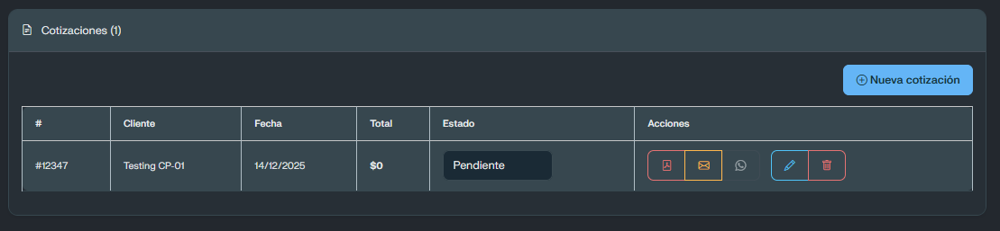 Cotizaciones (1)
Nueva cotización
# Cliente Fecha Total Estado Acciones
#12347 Testing CP-01 14/12/2025 $0 Pendiente